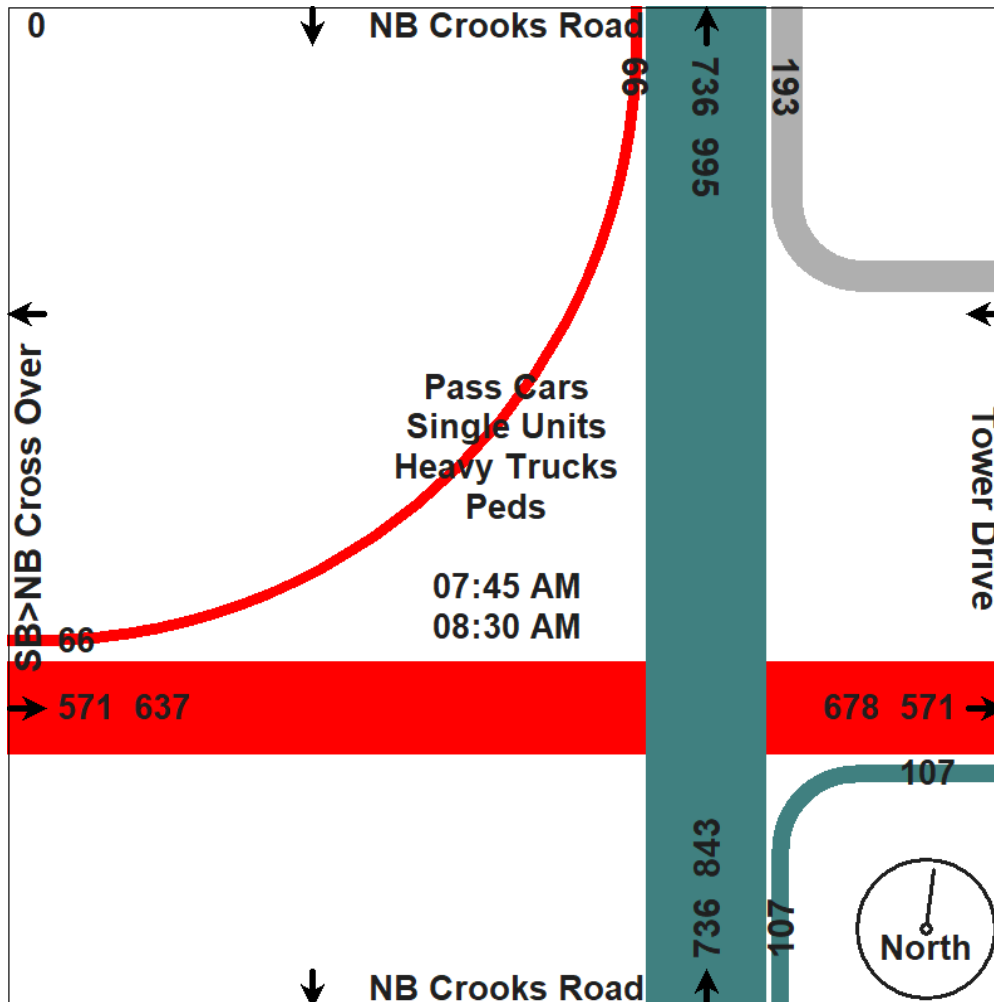 0
NB Crooks Road
66
736 995
193
SB>NB Cross Over
Pass Cars
Single Units
Heavy Trucks
Peds
07:45 AM
08:30 AM
Tower Drive
66
571 637
678 571
107
736 843
107
North
NB Crooks Road